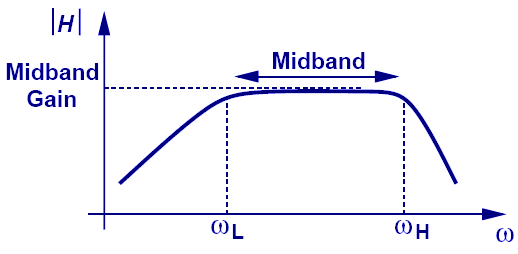 |H|
Midband
Midband
Gain
ωL
ωH
ω